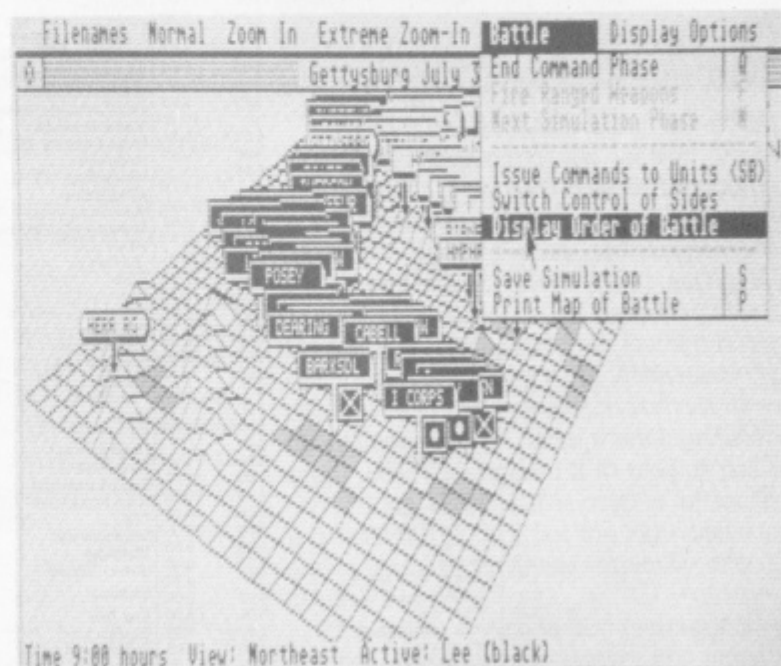 Filenames Normal Zoom In Extreme Zoom-In Battle Display Options
Gettysburg July 3
End Command Phase | Q
Fire Ranged Weapons | F
Next Simulation Phase | N
Issue Commands to Units (SB)
Switch Control of Sides
Display Order of Battle
Save Simulation | S
Print Map of Battle | P
POSEY
HERR RG
DEARING
CABELL
BARKSDL
I CORPS
Time 9:00 hours View: Northeast Active: Lee (black)